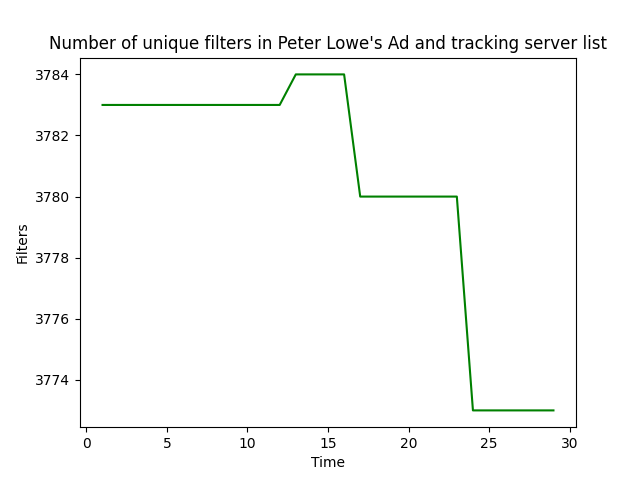 Number of unique filters in Peter Lowe's Ad and tracking server list
3784
3782
3780
3778
3776
3774
Filters
0 5 10 15 20 25 30
Time